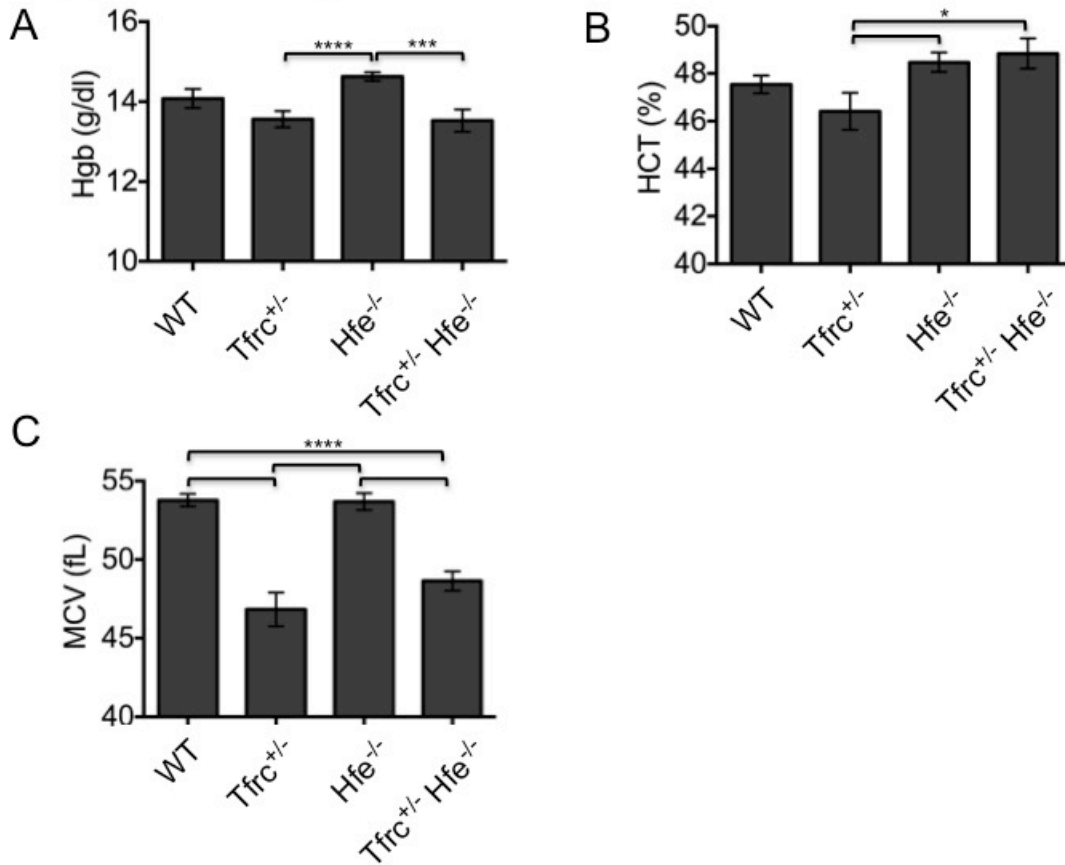 A
Hgb (g/dl)
16
14
12
10
****
***
WT
Tfrc+/-
Hfe-/-
Tfrc+/- Hfe-/-
B
HCT (%)
50
48
46
44
42
40
*
WT
Tfrc+/-
Hfe-/-
Tfrc+/- Hfe-/-
C
MCV (fL)
55
50
45
40
****
WT
Tfrc+/-
Hfe-/-
Tfrc+/- Hfe-/-